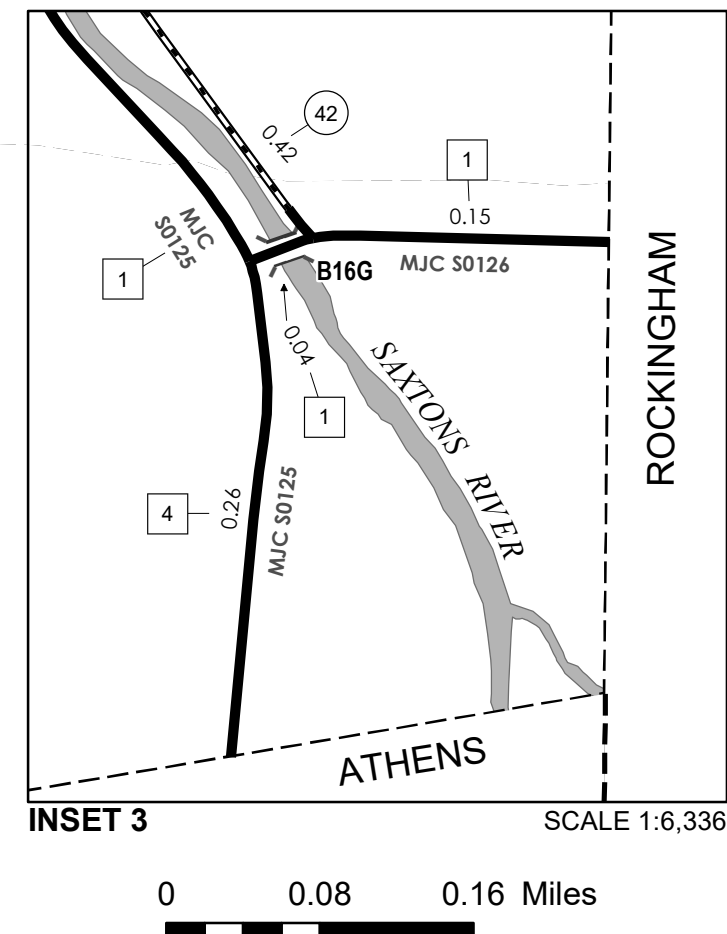 42
0.42
1
0.15
MJC S0126
MJC
S0125
1
B16G
0.04
1
SAXTONS RIVER
ROCKINGHAM
4
0.26
MJC S0125
ATHENS
INSET 3
SCALE 1:6,336
0 0.08 0.16 Miles